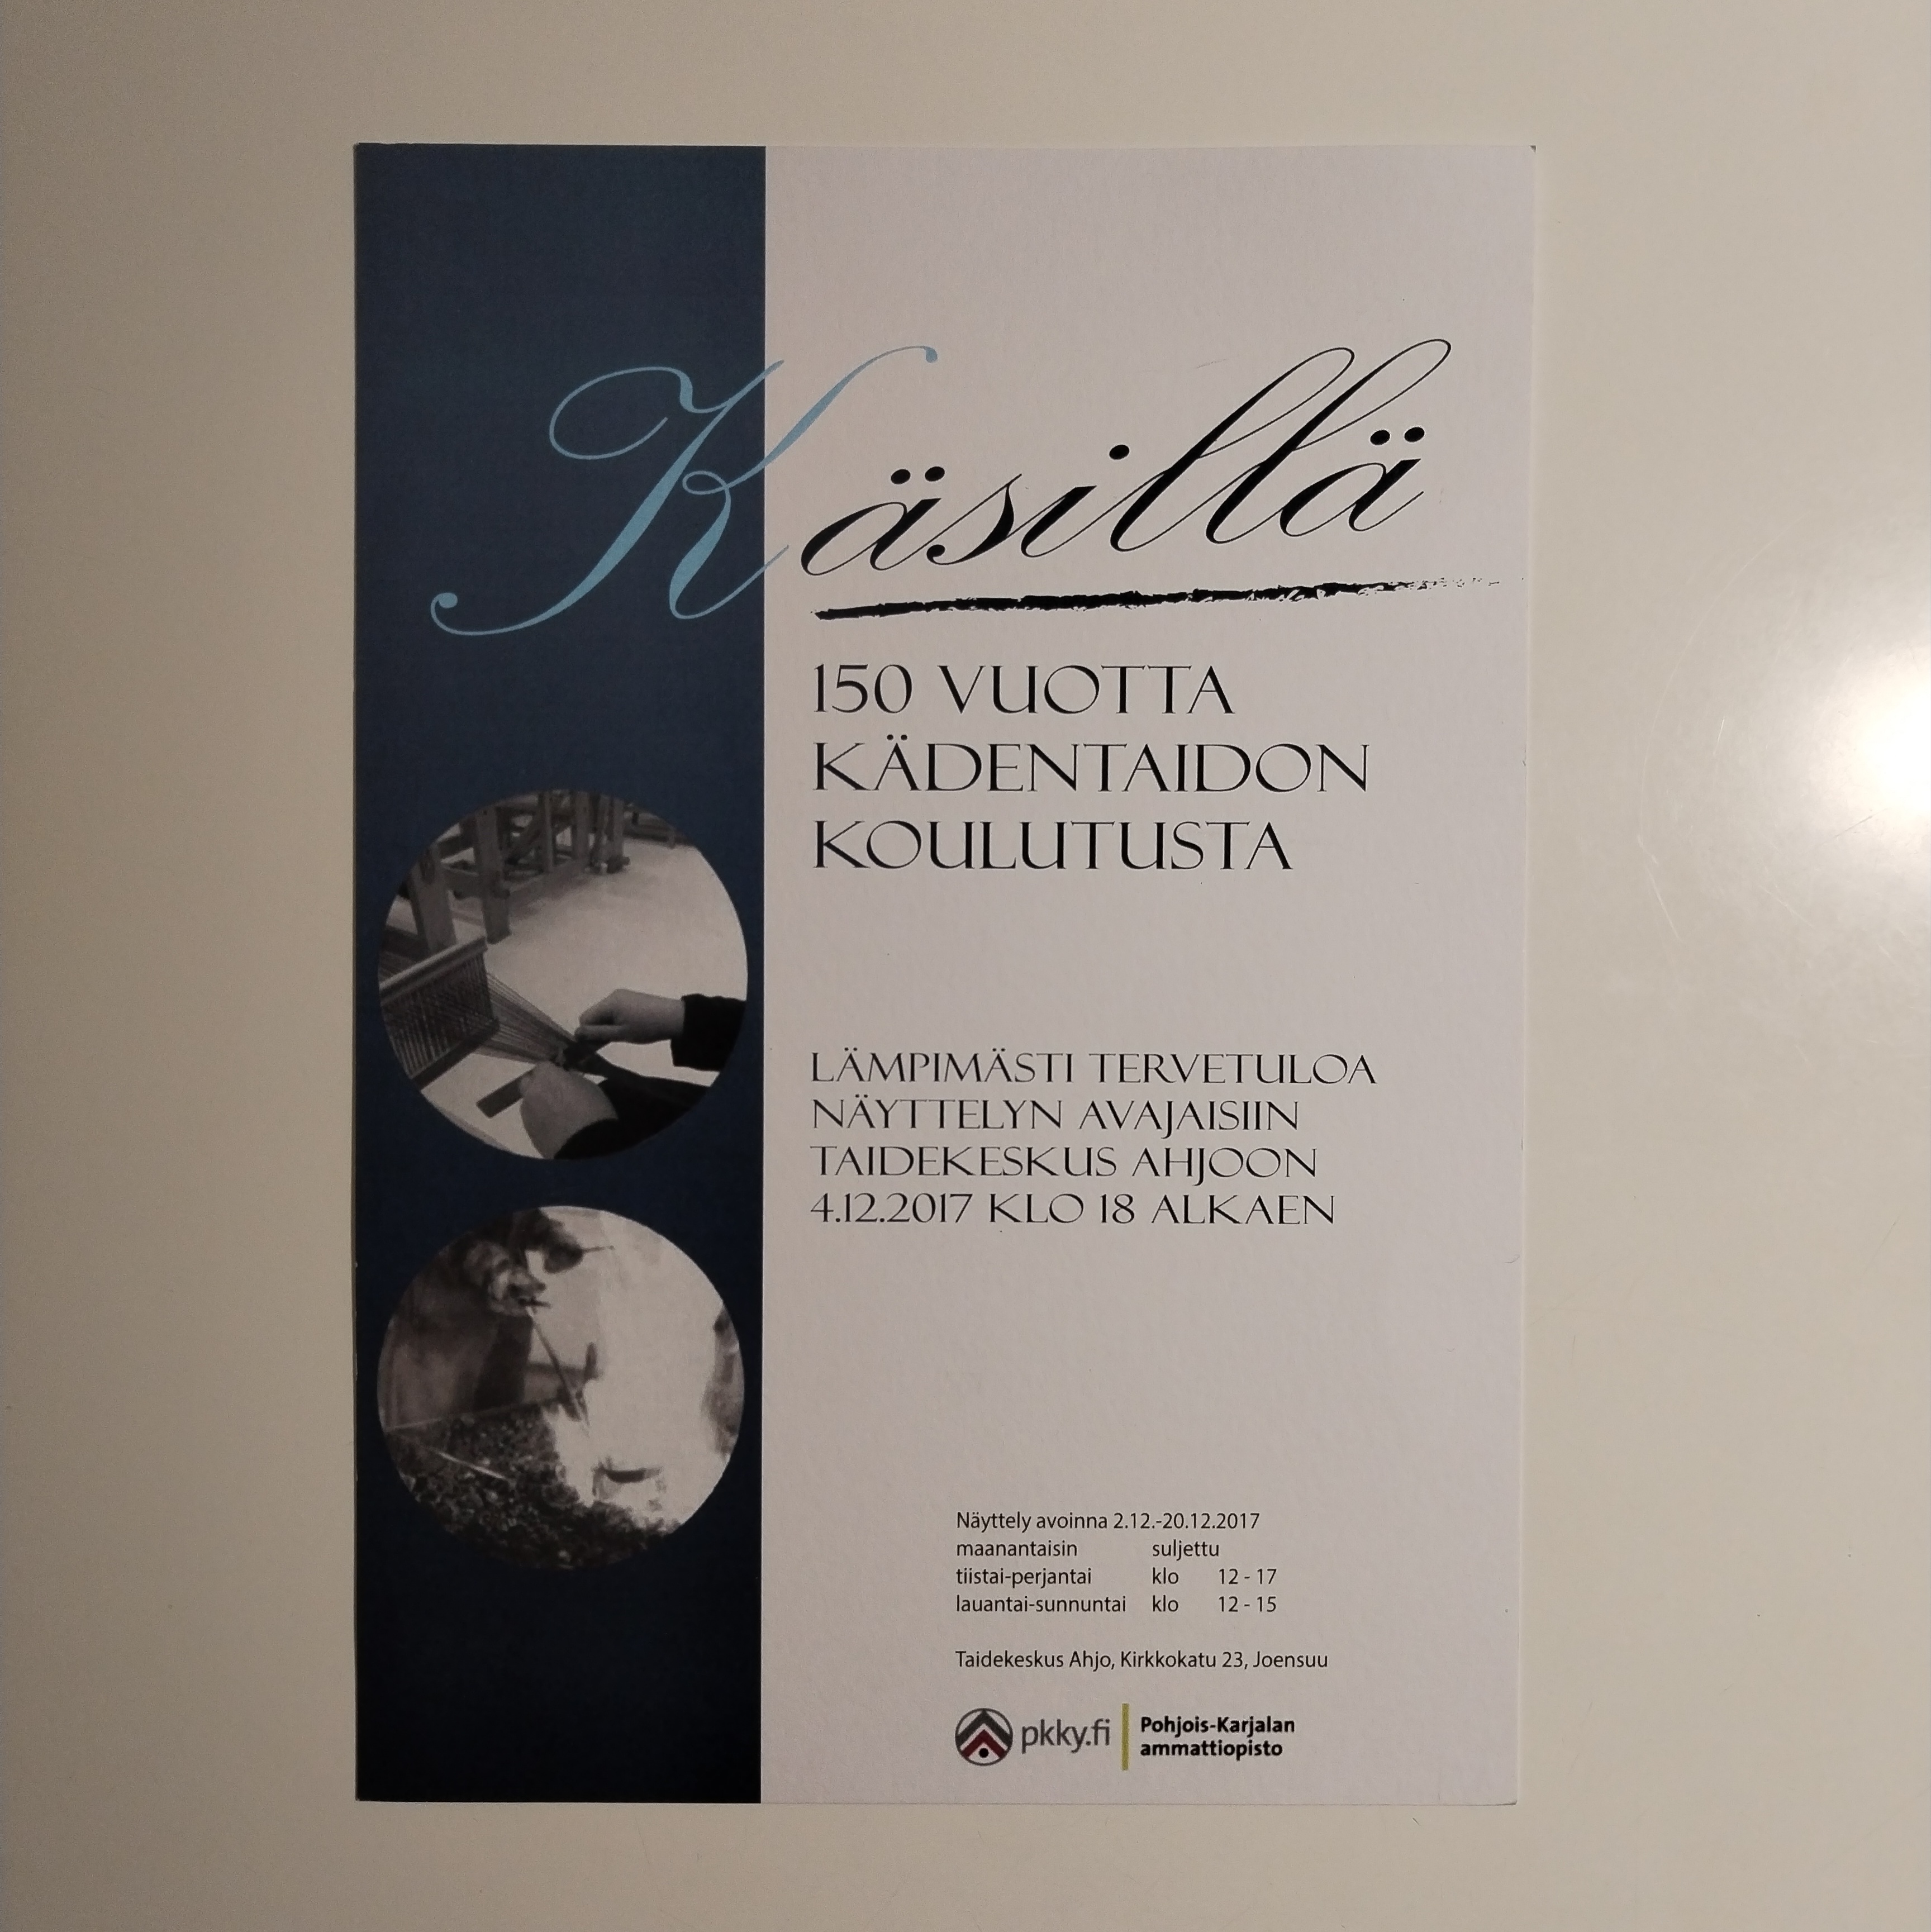 Käsillä
150 VUOTTA
KÄDENTAIDON
KOULUTUSTA
LÄMPIMÄSTI TERVETULOA
NÄYTTELYN AVAJAISIIN
TAIDEKESKUS AHJOON
4.12.2017 KLO 18 ALKAEN
Näyttely avoinna 2.12.-20.12.2017
maanantaisin suljettu
tiistai-perjantai klo 12 - 17
lauantai-sunnuntai klo 12 - 15
Taidekeskus Ahjo, Kirkkokatu 23, Joensuu
pkky.fi
Pohjois-Karjalan
ammattiopisto